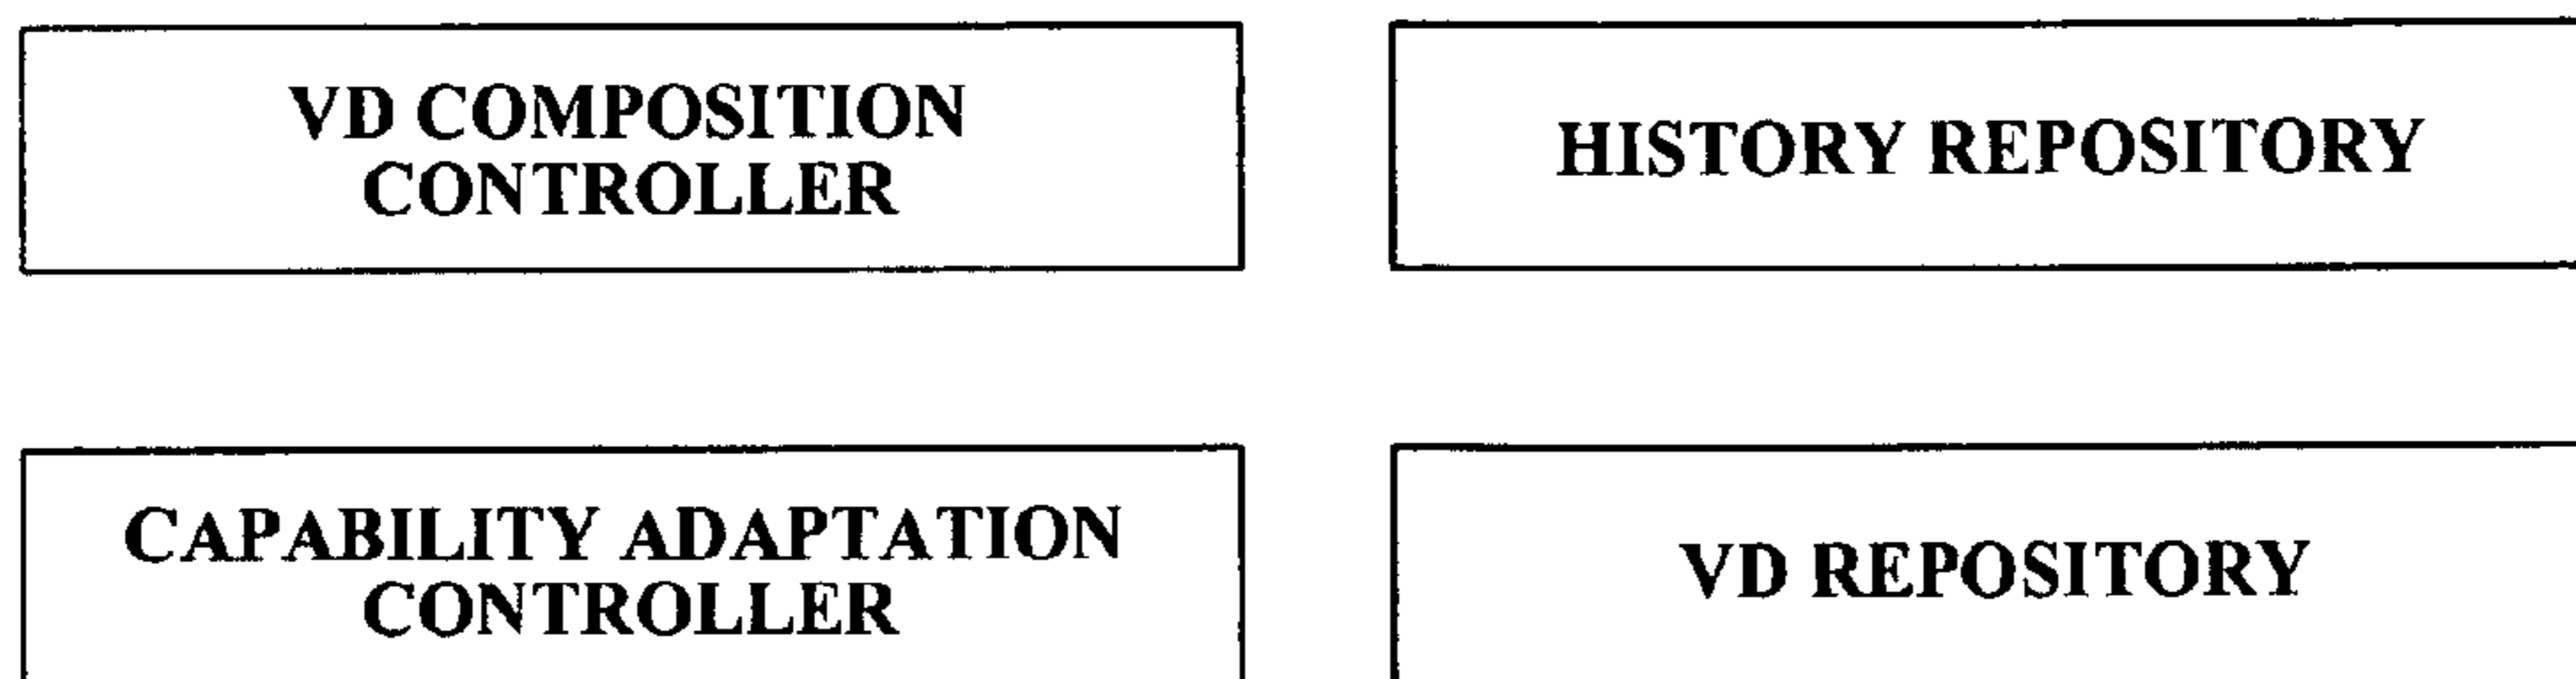 VD COMPOSITION
CONTROLLER
HISTORY REPOSITORY
CAPABILITY ADAPTATION
CONTROLLER
VD REPOSITORY